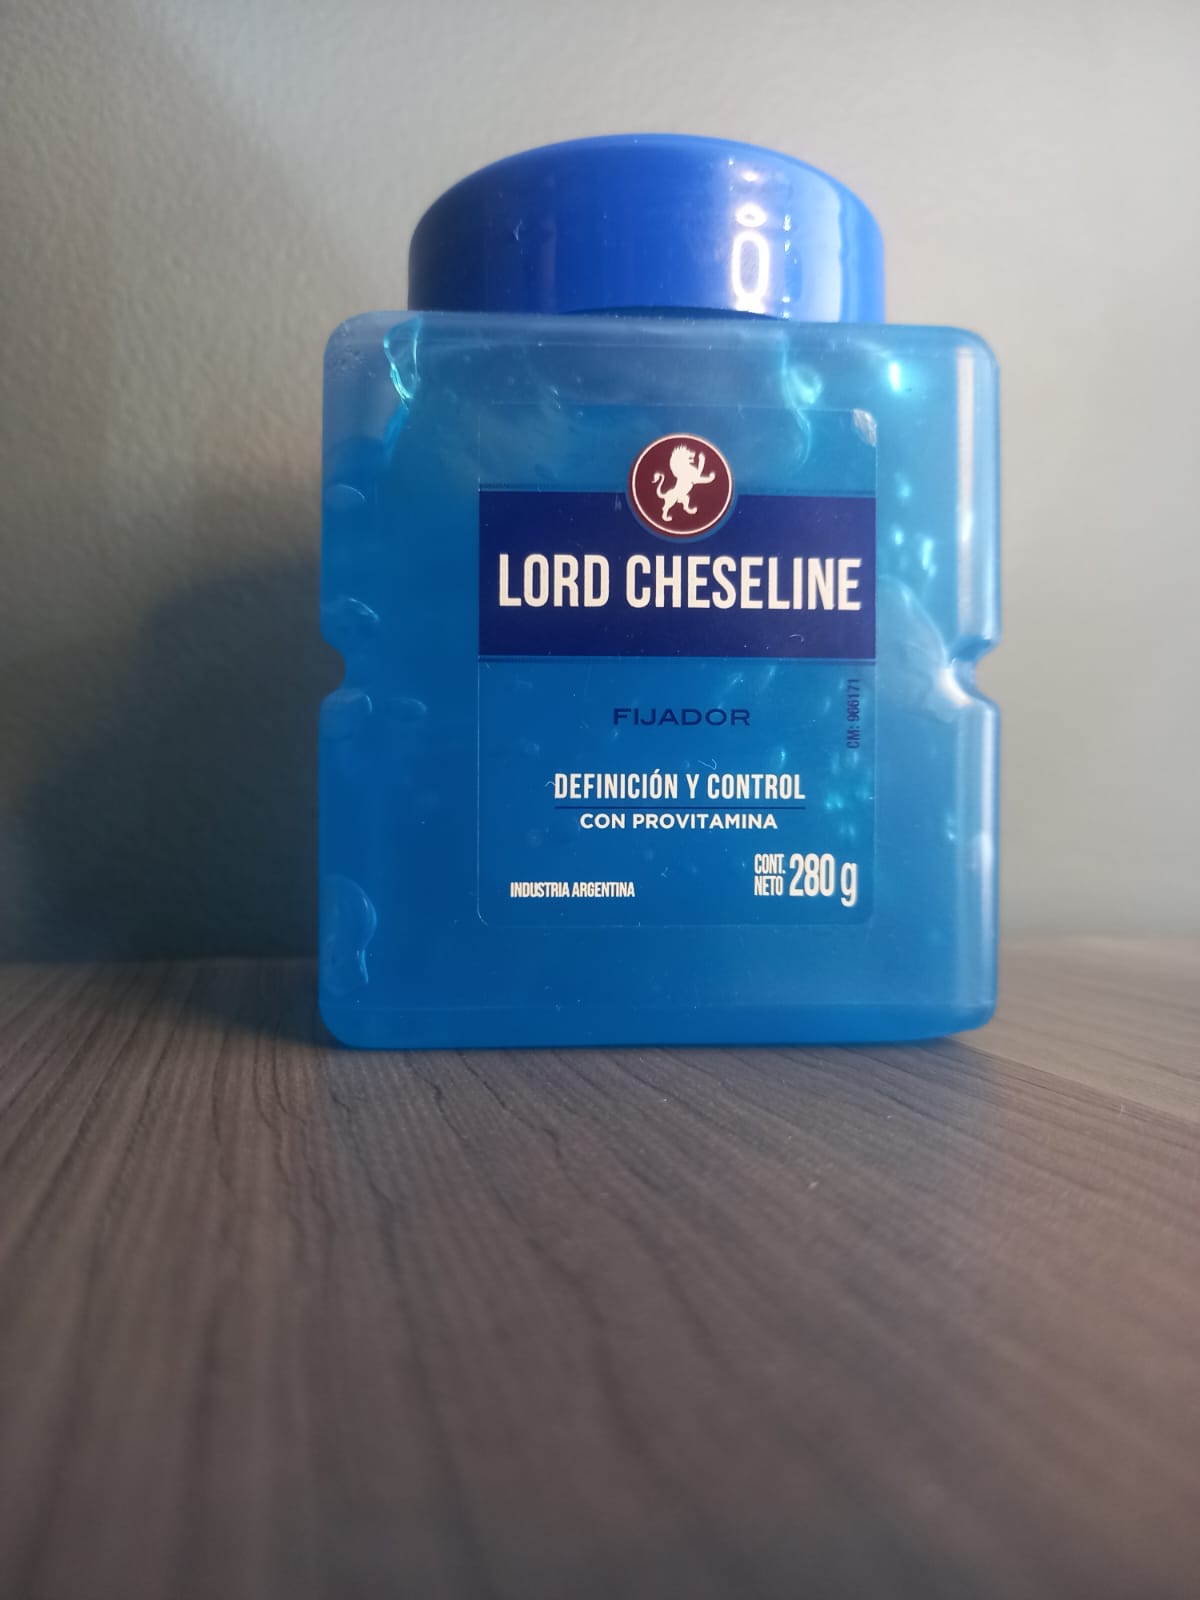 LORD CHESELINE
FIJADOR
CM: 966171
DEFINICIÓN Y CONTROL
CON PROVITAMINA
INDUSTRIA ARGENTINA
CONT.
NETO 280 g